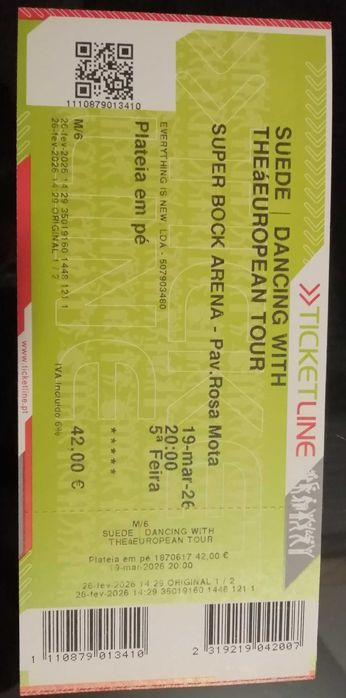 TICKETLINE
SUEDE | DANCING WITH
THEáEUROPEAN TOUR
SUPER BOCK ARENA - Pav.Rosa Mota
19-mar-26
20:00
5ª Feira
EVERYTHING IS NEW, LDA - 507903480
Plateia em pé
*****
42.00 €
IVA Incluido 6%
M/6
26-fev-2026 14:29 35019160 1448 121 1
26-fev-2026 14:29 ORIGINAL 1 / 2
1110879013410
www.ticketline.pt
M/6
SUEDE | DANCING WITH
THEáEUROPEAN TOUR
Plateia em pé 1870617 42,00 €
19-mar-2026 20:00
26-fev-2026 14:29 ORIGINAL 1 / 2
26-fev-2026 14:29 35019160 1448 121 1
1 110879 013410
2 319219 042007